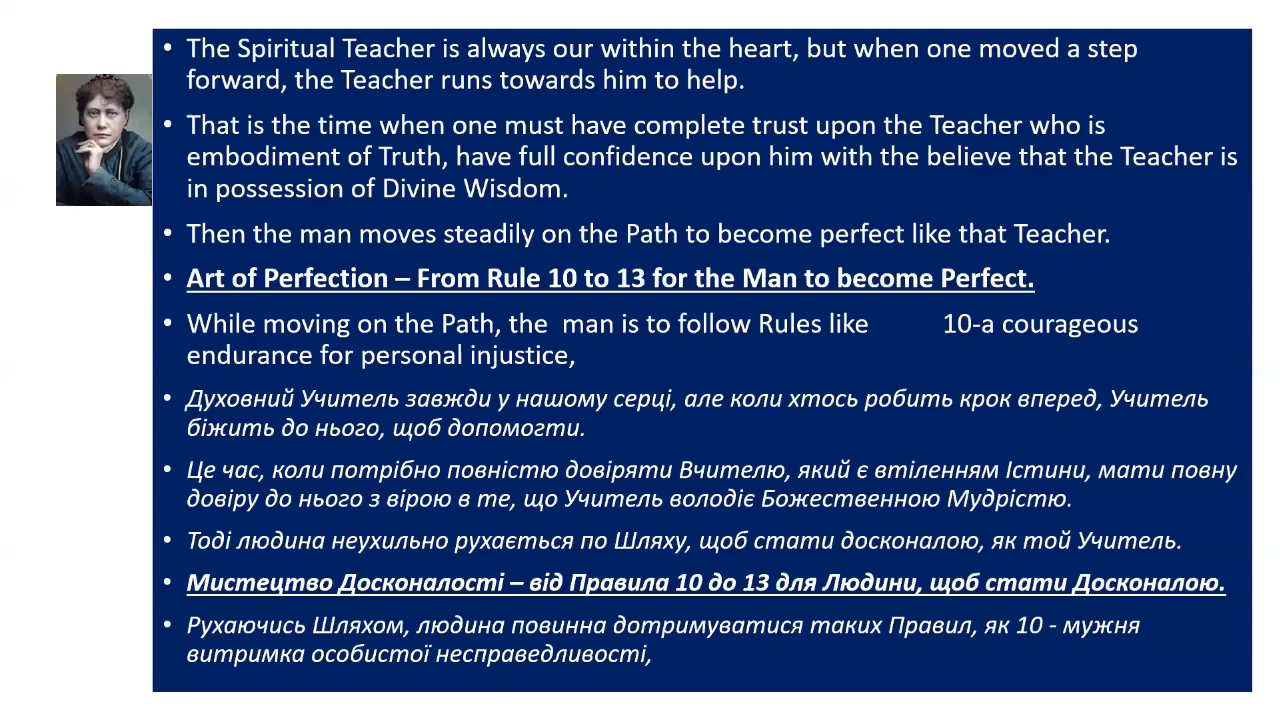 • The Spiritual Teacher is always our within the heart, but when one moved a step
forward, the Teacher runs towards him to help.
• That is the time when one must have complete trust upon the Teacher who is
embodiment of Truth, have full confidence upon him with the believe that the Teacher is
in possession of Divine Wisdom.
• Then the man moves steadily on the Path to become perfect like that Teacher.
• Art of Perfection – From Rule 10 to 13 for the Man to become Perfect.
• While moving on the Path, the man is to follow Rules like 10-a courageous
endurance for personal injustice,
• Духовний Учитель завжди у нашому серці, але коли хтось робить крок вперед, Учитель
біжить до нього, щоб допомогти.
• Це час, коли потрібно повністю довіряти Вчителю, який є втіленням Істини, мати повну
довіру до нього з вірою в те, що Учитель володіє Божественною Мудрістю.
• Тоді людина неухильно рухається по Шляху, щоб стати досконалою, як той Учитель.
• Мистецтво Досконалості – від Правила 10 до 13 для Людини, щоб стати Досконалою.
• Рухаючись Шляхом, людина повинна дотримуватися таких Правил, як 10 - мужня
витримка особистої несправедливості,